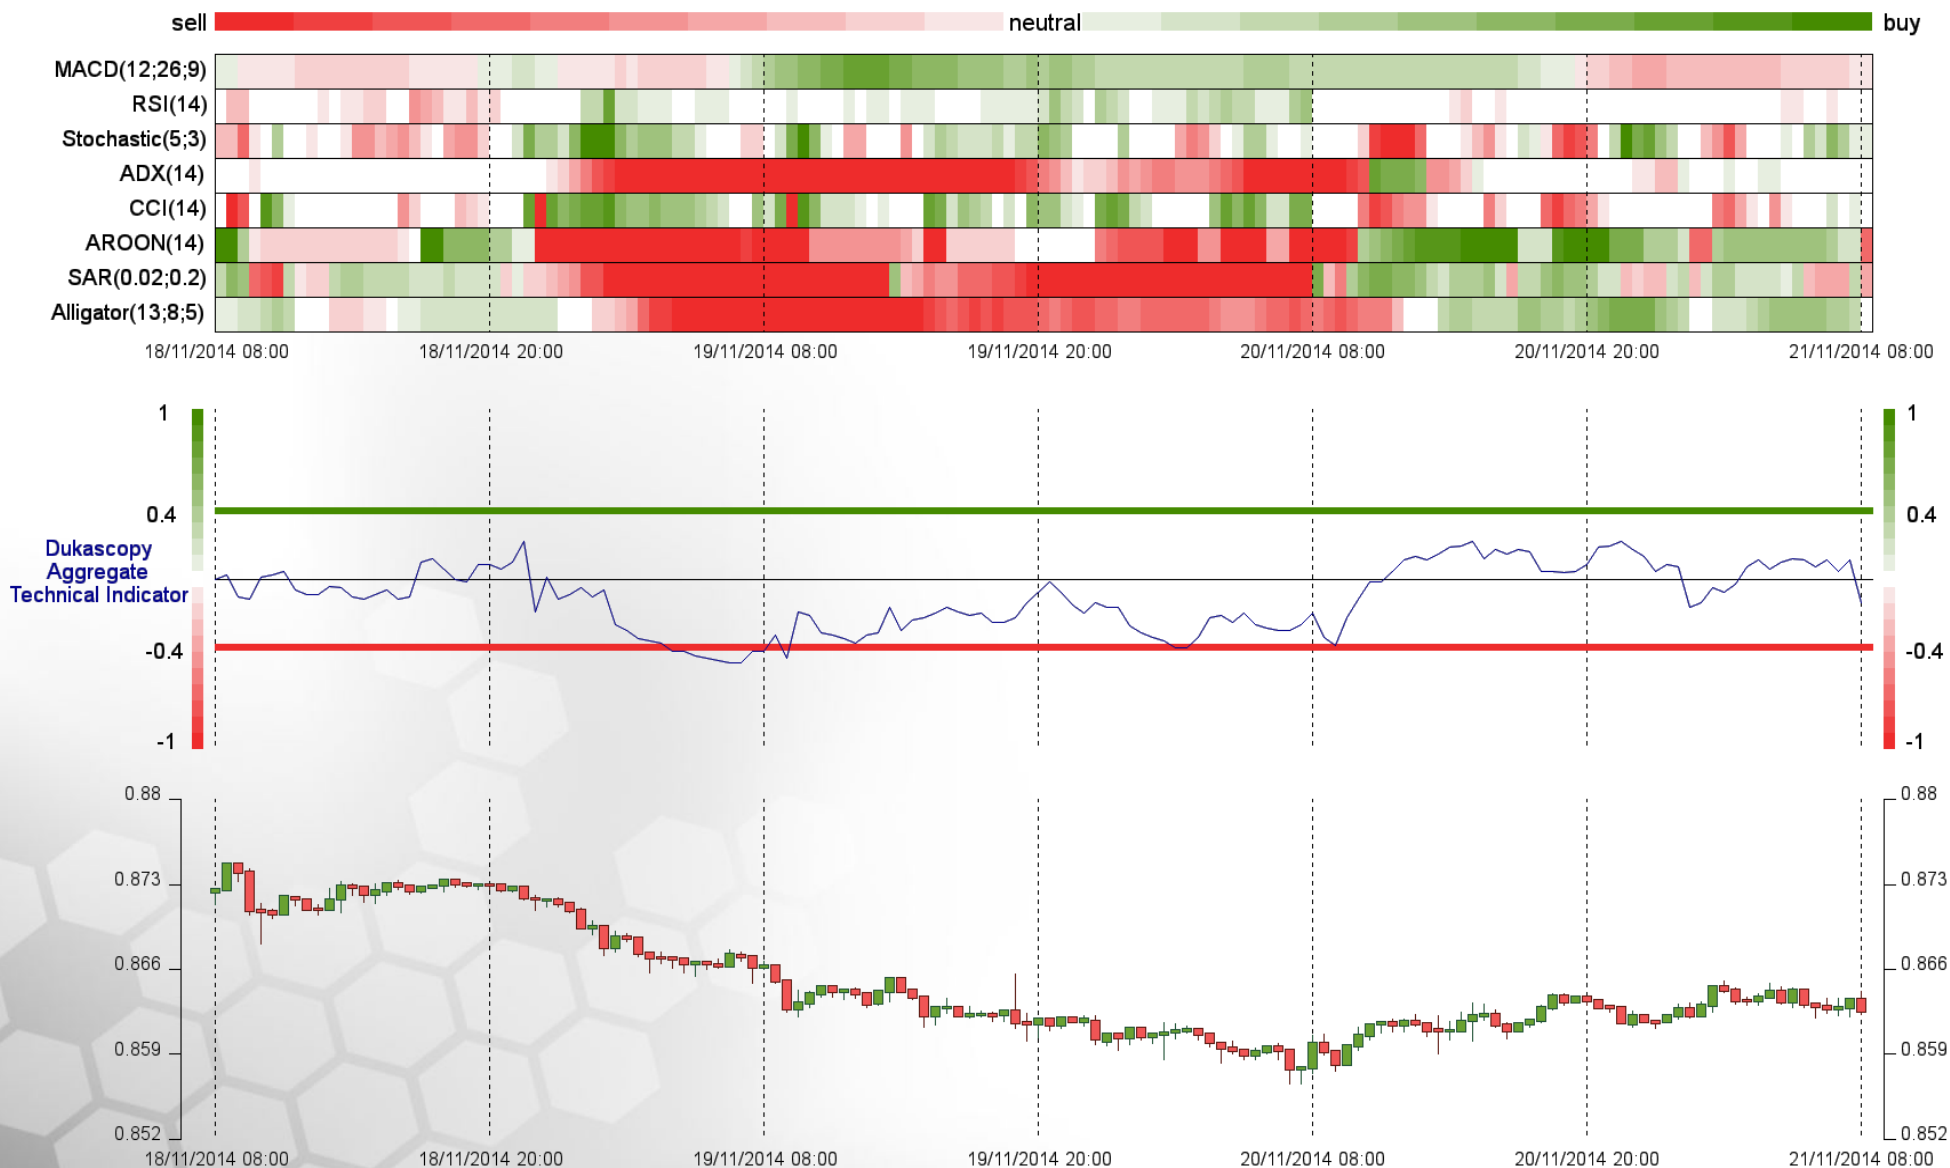 sell neutral buy
MACD(12;26;9)
RSI(14)
Stochastic(5;3)
ADX(14)
CCI(14)
AROON(14)
SAR(0.02;0.2)
Alligator(13;8;5)
18/11/2014 08:00 18/11/2014 20:00 19/11/2014 08:00 19/11/2014 20:00 20/11/2014 08:00 20/11/2014 20:00 21/11/2014 08:00
1 1
0.4 0.4
Dukascopy
Aggregate
Technical Indicator
-0.4 -0.4
-1 -1
0.88 0.88
0.873 0.873
0.866 0.866
0.859 0.859
0.852 0.852
18/11/2014 08:00 18/11/2014 20:00 19/11/2014 08:00 19/11/2014 20:00 20/11/2014 08:00 20/11/2014 20:00 21/11/2014 08:00